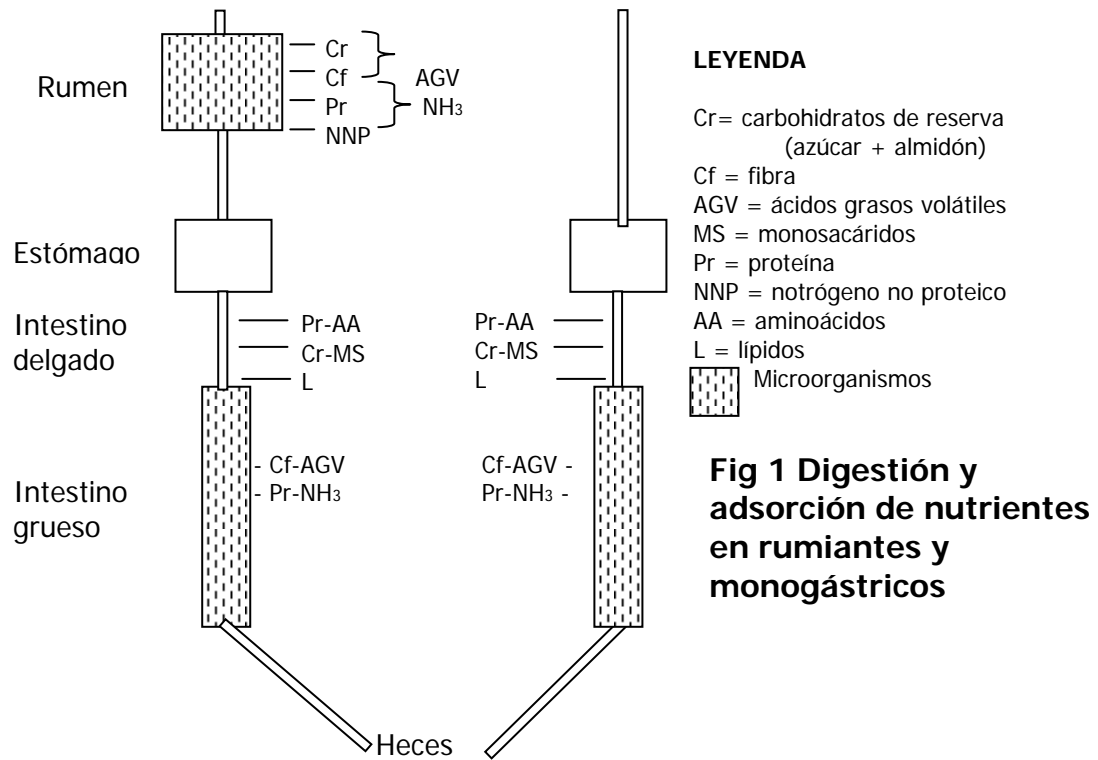 Rumen
Cr
Cf
Pr
NNP
AGV
NH3
Estómago
Intestino
delgado
Pr-AA
Cr-MS
L
Pr-AA
Cr-MS
L
Intestino
grueso
- Cf-AGV
- Pr-NH3
Cf-AGV -
Pr-NH3 -
Heces
LEYENDA
Cr= carbohidratos de reserva
(azúcar + almidón)
Cf = fibra
AGV = ácidos grasos volátiles
MS = monosacáridos
Pr = proteína
NNP = notrógeno no proteico
AA = aminoácidos
L = lípidos
Microorganismos
Fig 1 Digestión y
adsorción de nutrientes
en rumiantes y
monogástricos